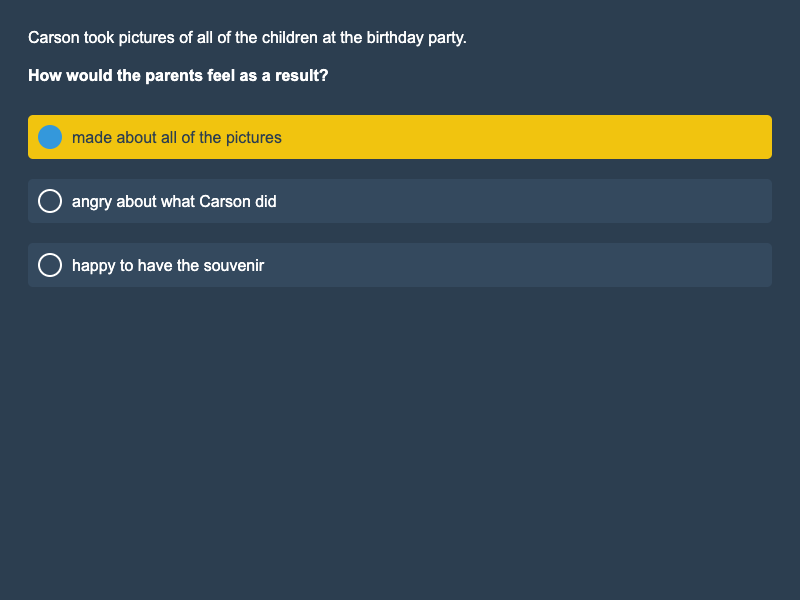 Carson took pictures of all of the children at the birthday party.
How would the parents feel as a result?
made about all of the pictures
angry about what Carson did
happy to have the souvenir